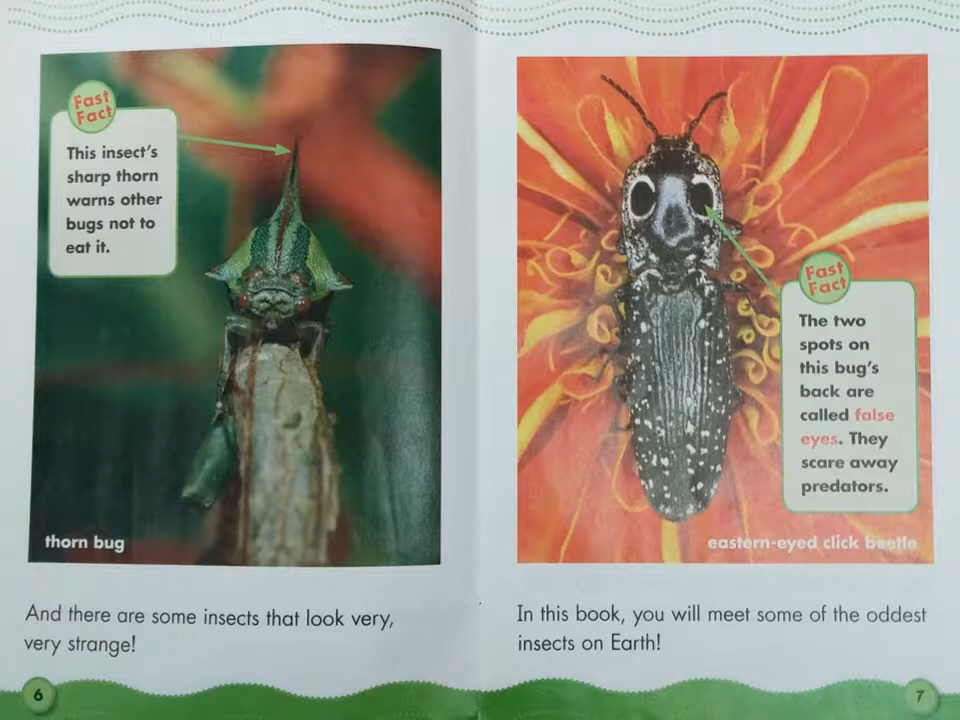 Fast
Fact
This insect's
sharp thorn
warns other
bugs not to
eat it.
thorn bug
And there are some insects that look very,
very strange!
6
Fast
Fact
The two
spots on
this bug's
back are
called false
eyes. They
scare away
predators.
eastern-eyed click beetle
In this book, you will meet some of the oddest
insects on Earth!
7